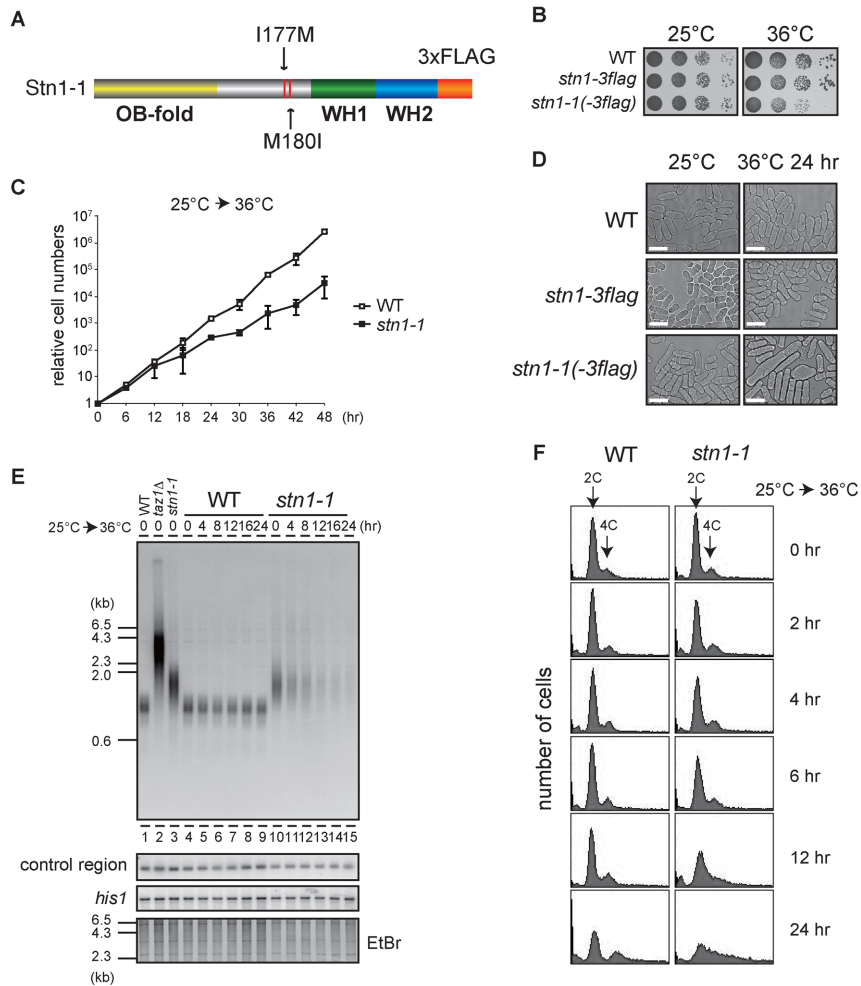 A
I177M
3xFLAG
Stn1-1
OB-fold
WH1
WH2
M180I
B
25°C 36°C
WT
stn1-3flag
stn1-1(-3flag)
C
25°C → 36°C
relative cell numbers
10⁷
10⁶
10⁵
10⁴
10³
10²
10
1
0 6 12 18 24 30 36 42 48 (hr)
WT
stn1-1
D
25°C 36°C 24 hr
WT
stn1-3flag
stn1-1(-3flag)
E
WT taz1Δ stn1-1 WT stn1-1
25°C → 36°C 0 0 0 0 4 8 12 16 24 0 4 8 12 16 24 (hr)
(kb)
6.5
4.3
2.3
2.0
0.6
1 2 3 4 5 6 7 8 9 10 11 12 13 14 15
control region
his1
6.5
4.3
2.3
(kb)
EtBr
F
WT stn1-1
25°C → 36°C
2C 2C
4C 4C
number of cells
0 hr
2 hr
4 hr
6 hr
12 hr
24 hr